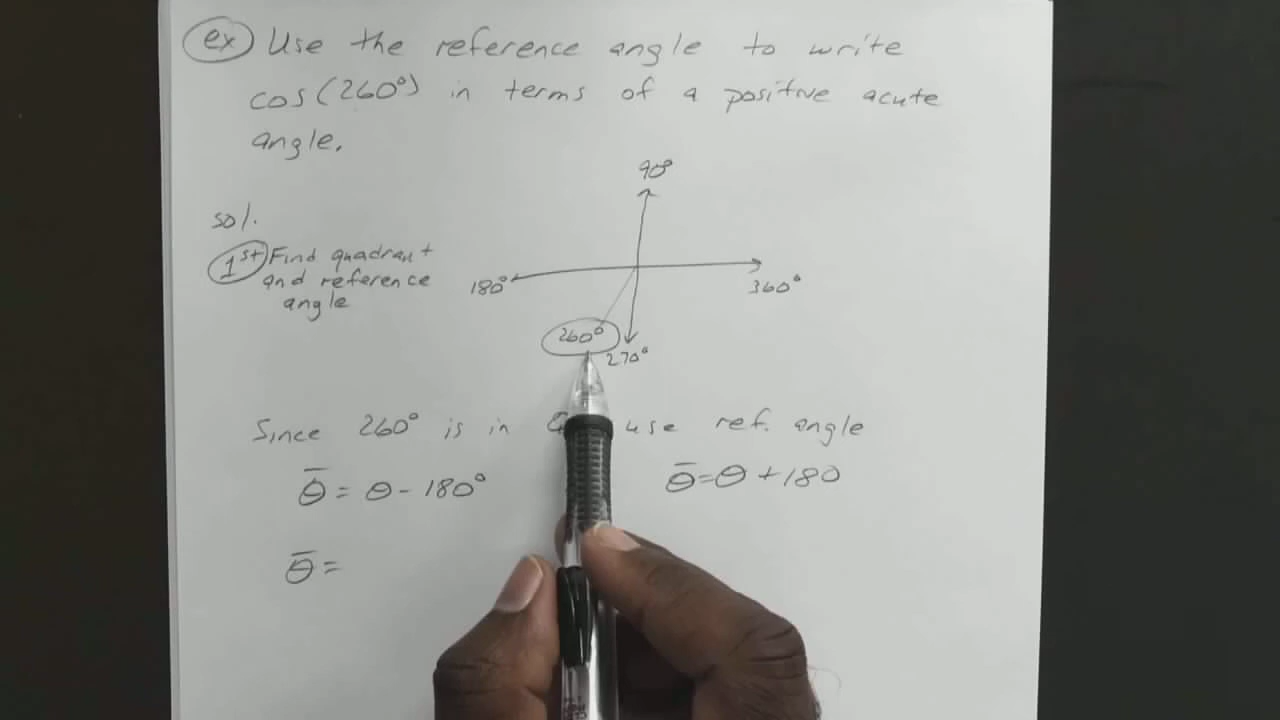 ex Use the reference angle to write
cos(260°) in terms of a positive acute
angle.
90°
sol.
1st Find quadrant
and reference
angle
180°
360°
260°
270°
Since 260° is in use ref. angle
θ̅ = θ - 180°
θ̅ = θ + 180
θ̅ =